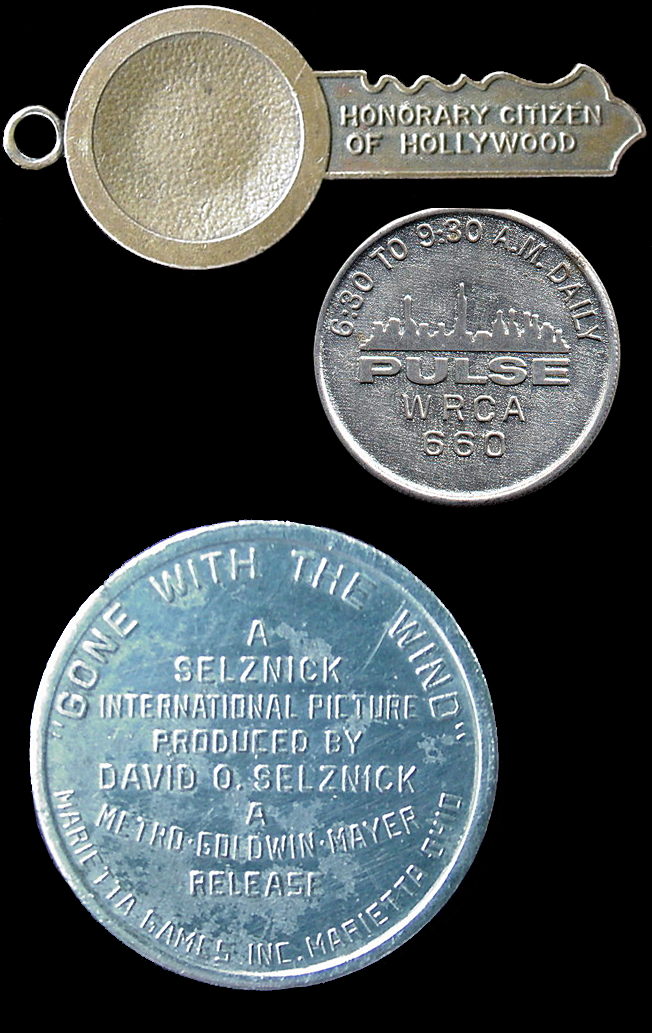 HONORARY CITIZEN
OF HOLLYWOOD
6:30 TO 9:30 A.M. DAILY
PULSE
WRCA
660
"GONE WITH THE WIND"
A
SELZNICK
INTERNATIONAL PICTURE
PRODUCED BY
DAVID O. SELZNICK
A
METRO·GOLDWIN·MAYER
RELEASE
MARIETTA GAMES INC. MARIETTA OHIO